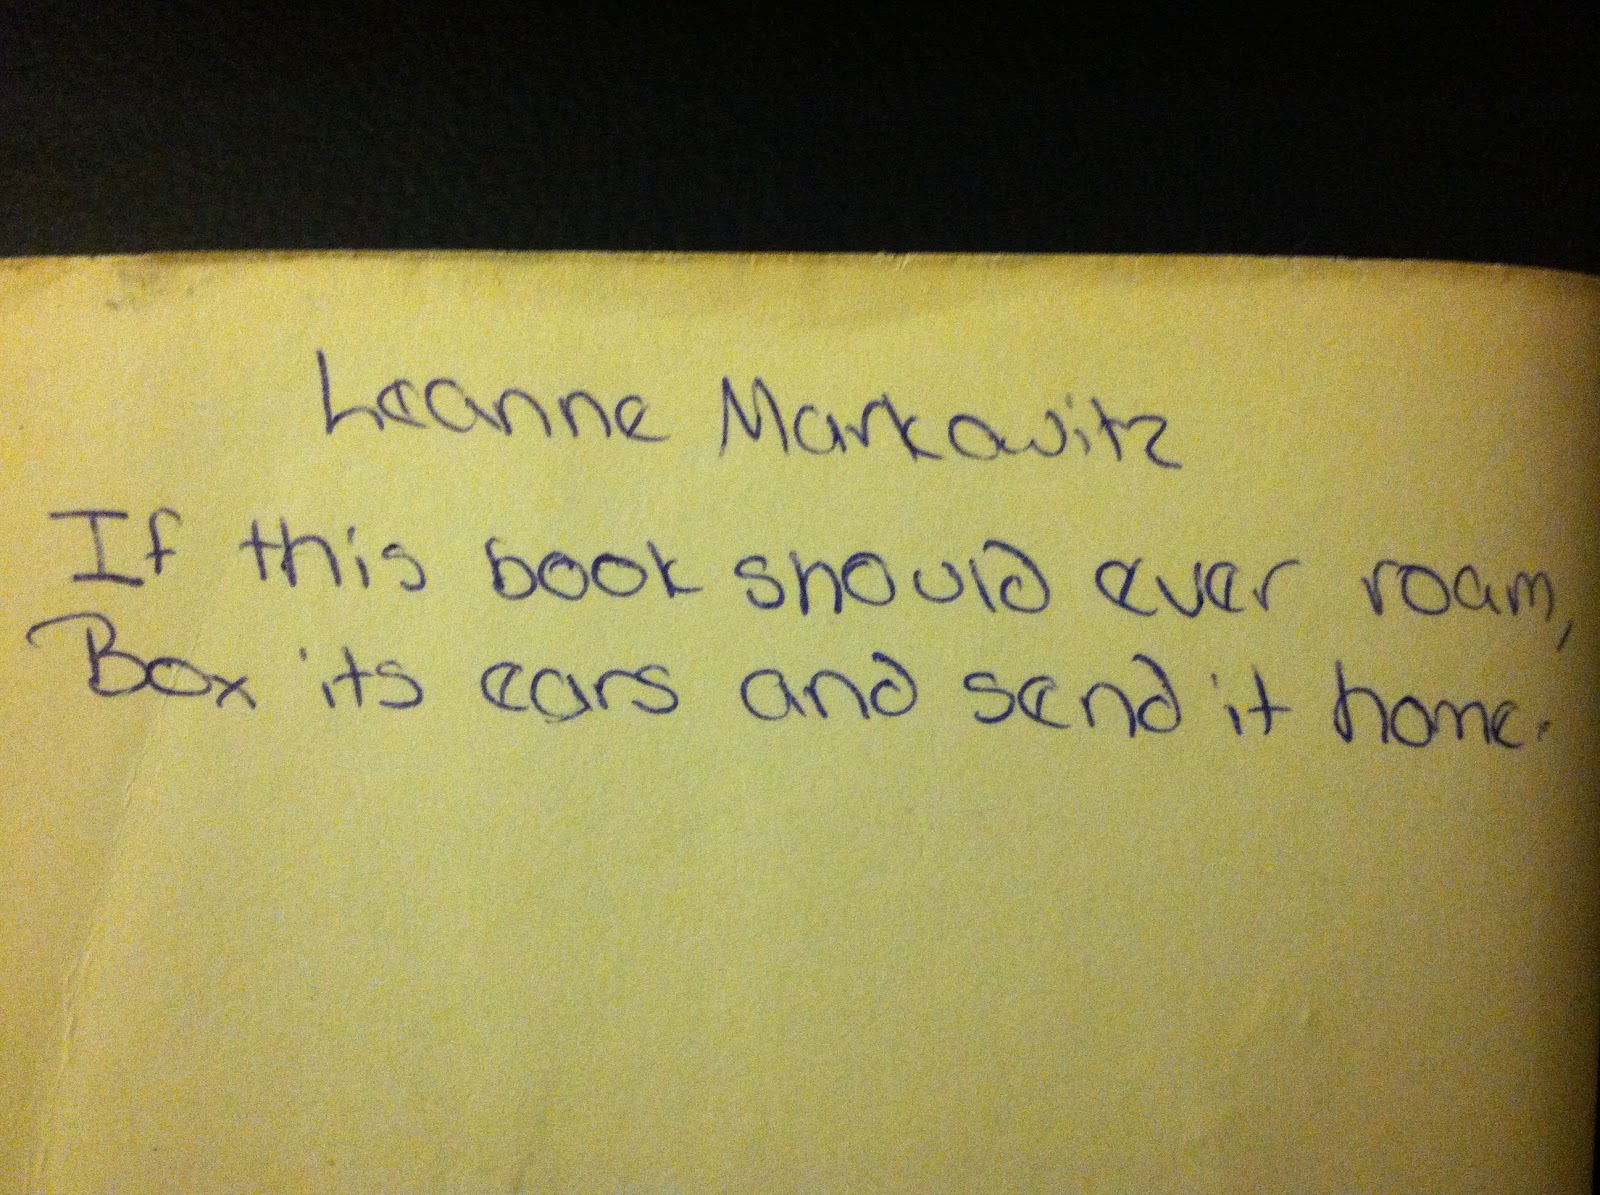 Leanne Markowitz
If this book should ever roam,
Box its ears and send it home.